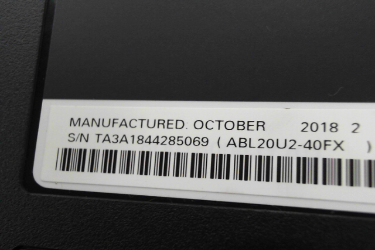 MANUFACTURED. OCTOBER 2018 2
S/N TA3A1844285069 ( ABL20U2-40FX )